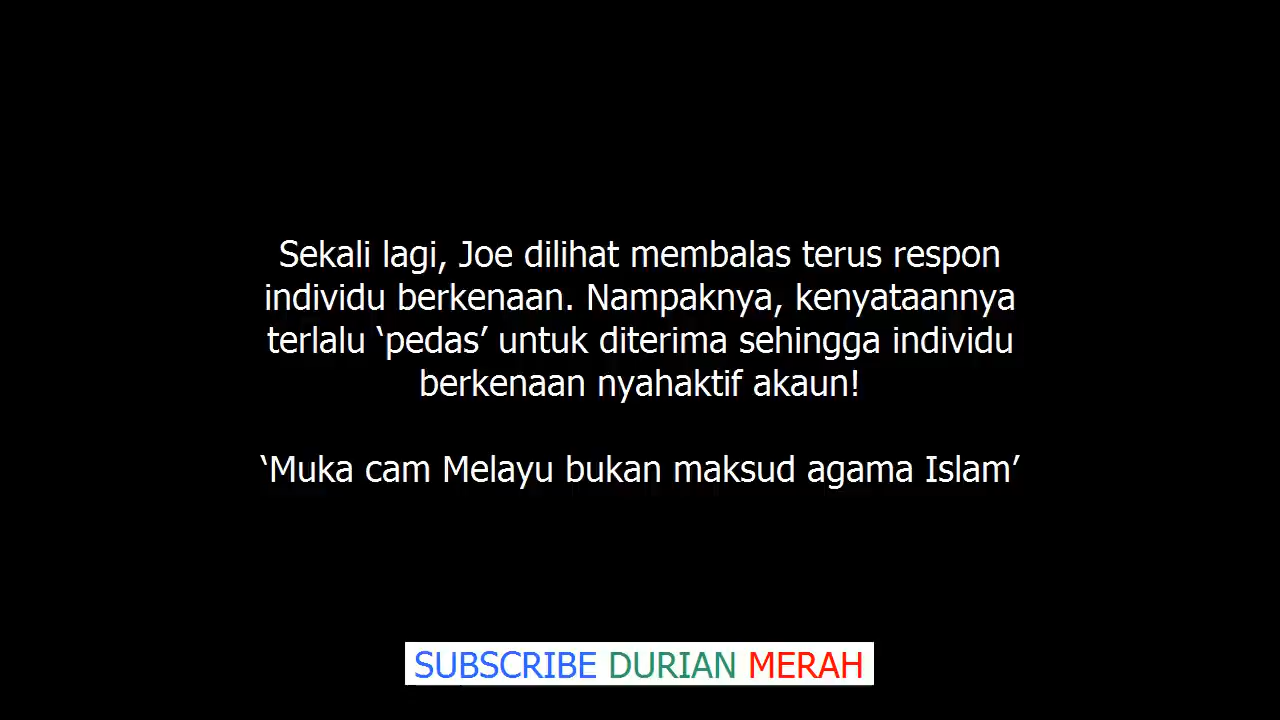 Sekali lagi, Joe dilihat membalas terus respon
individu berkenaan. Nampaknya, kenyataannya
terlalu ‘pedas’ untuk diterima sehingga individu
berkenaan nyahaktif akaun!
‘Muka cam Melayu bukan maksud agama Islam’
SUBSCRIBE DURIAN MERAH